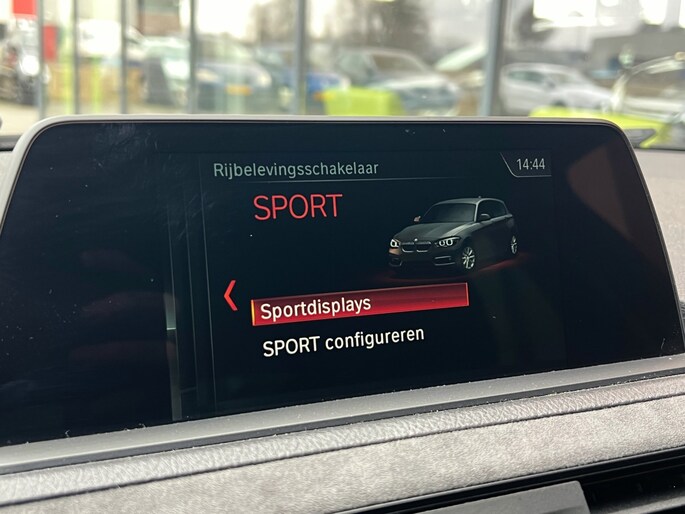 Rijbelevingsschakelaar
14:44
SPORT
Sportdisplays
SPORT configureren